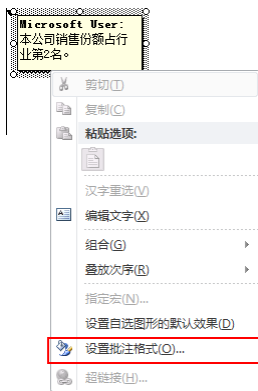 Microsoft User:
本公司销售份额占行
业第2名。
剪切(T)
复制(C)
粘贴选项:
汉字重选(V)
编辑文字(X)
组合(G)
叠放次序(R)
指定宏(N)...
设置自选图形的默认效果(D)
设置批注格式(O)...
超链接(H)...